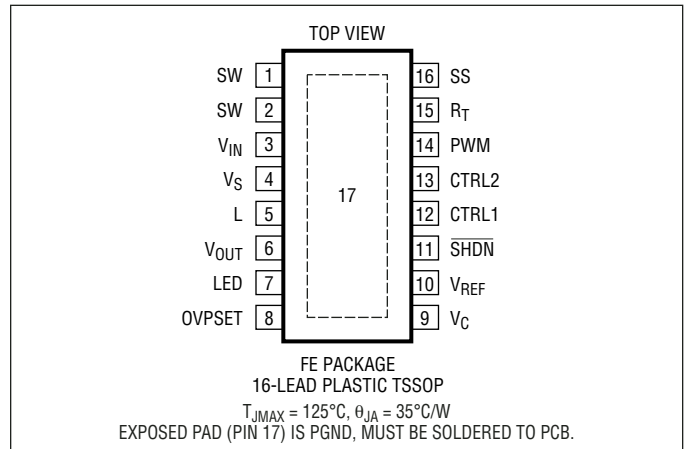 TOP VIEW
SW 1
SW 2
VIN 3
VS 4
L 5
VOUT 6
LED 7
OVPSET 8
16 SS
15 RT
14 PWM
13 CTRL2
12 CTRL1
11 SHDN
10 VREF
9 VC
17
FE PACKAGE
16-LEAD PLASTIC TSSOP
TJMAX = 125°C, θJA = 35°C/W
EXPOSED PAD (PIN 17) IS PGND, MUST BE SOLDERED TO PCB.